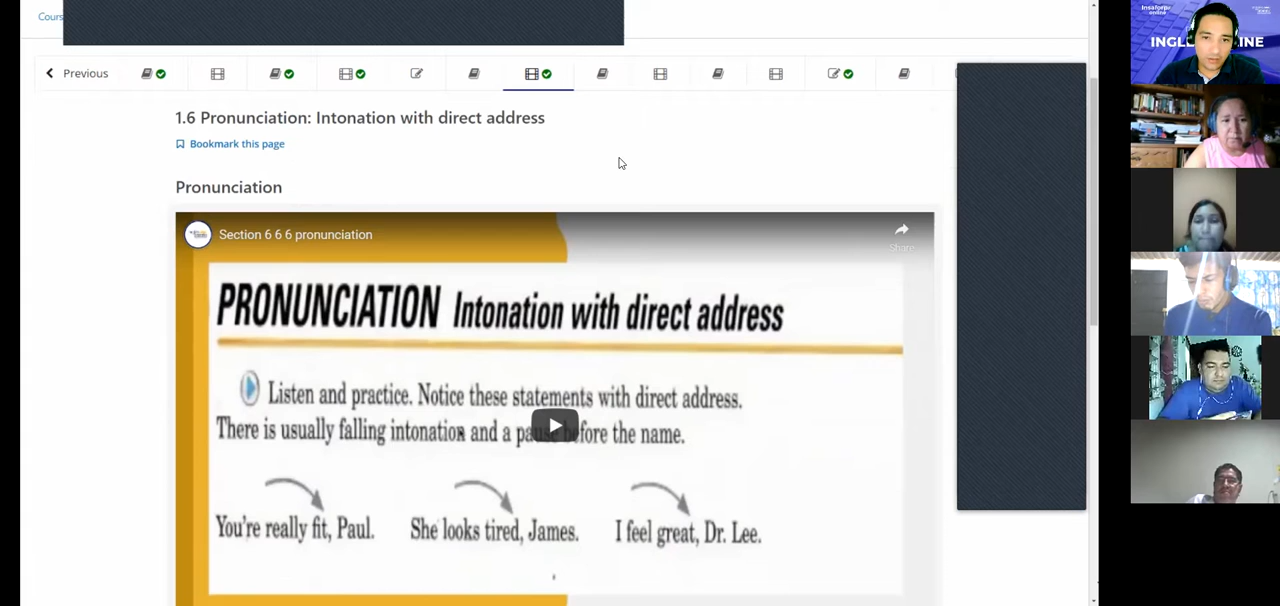 Cours
Previous
1.6 Pronunciation: Intonation with direct address
Bookmark this page
Pronunciation
Section 6 6 6 pronunciation
Share
PRONUNCIATION Intonation with direct address
Listen and practice. Notice these statements with direct address.
There is usually falling intonation and a pause before the name.
You're really fit, Paul. She looks tired, James. I feel great, Dr. Lee.
Insaforp
online
INGL INE